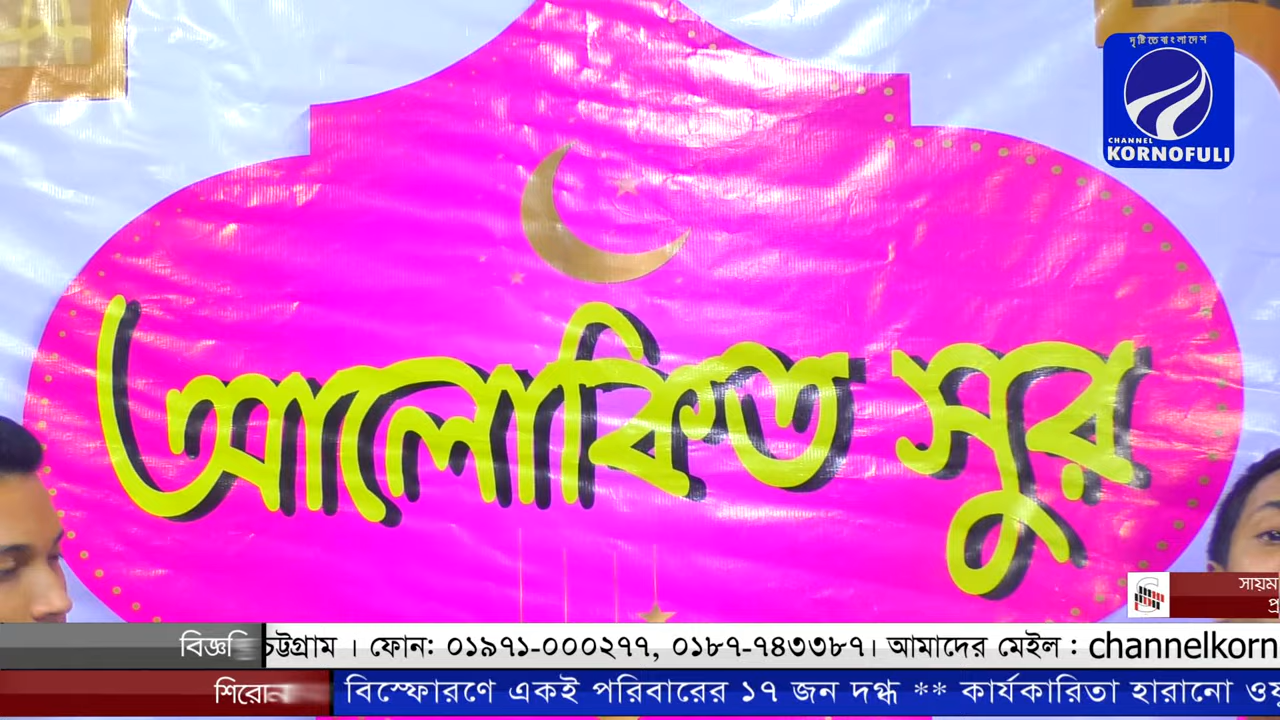 সৃষ্টিতে বাংলাদেশ
CHANNEL
KORNOFULI
আলোকিত সুর
চট্টগ্রাম । ফোন: ০১৯৭১-০০০২৭৭, ০১৮৭-৭৪৩৩৮৭। আমাদের মেইল : channelkorn
বিস্ফোরণে একই পরিবারের ১৭ জন দগ্ধ ** কার্যকারিতা হারানো